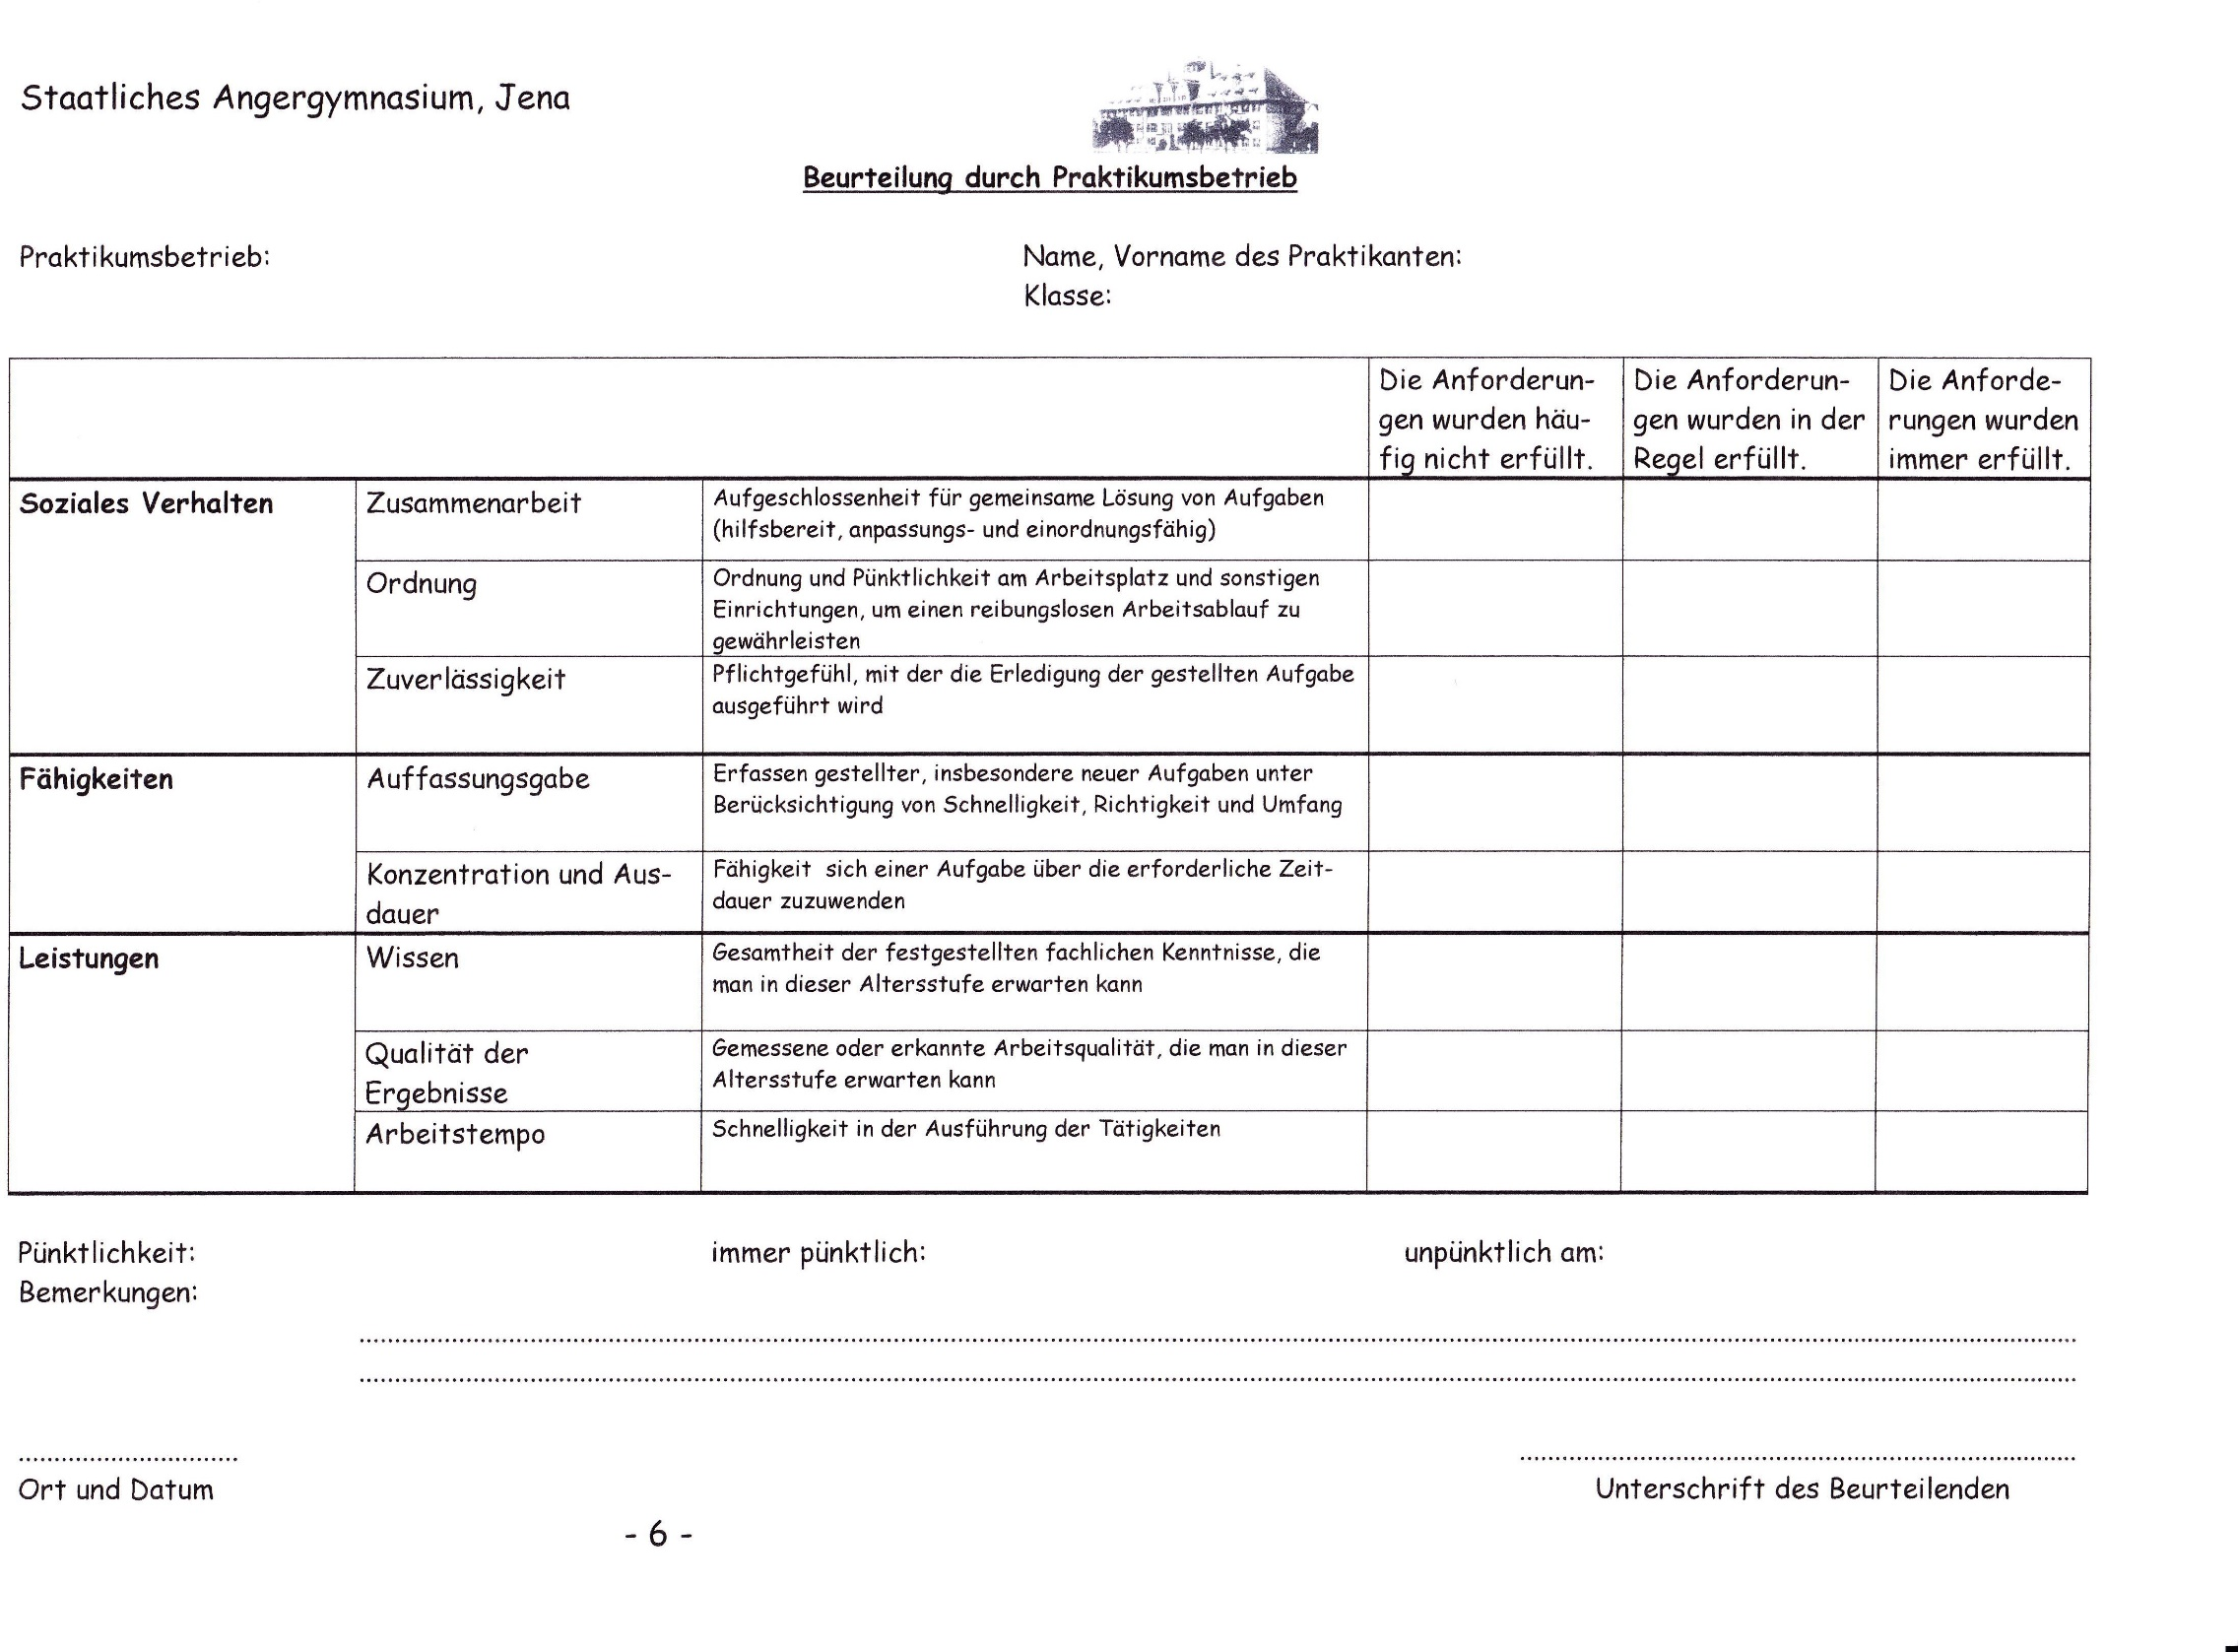 Staatliches Angergymnasium, Jena
Beurteilung durch Praktikumsbetrieb
Praktikumsbetrieb:
Name, Vorname des Praktikanten:
Klasse:
Die Anforderun-
gen wurden häu-
fig nicht erfüllt.
Die Anforderun-
gen wurden in der
Regel erfüllt.
Die Anforde-
rungen wurden
immer erfüllt.
Soziales Verhalten
Zusammenarbeit
Aufgeschlossenheit für gemeinsame Lösung von Aufgaben
(hilfsbereit, anpassungs- und einordnungsfähig)
Ordnung
Ordnung und Pünktlichkeit am Arbeitsplatz und sonstigen
Einrichtungen, um einen reibungslosen Arbeitsablauf zu
gewährleisten
Zuverlässigkeit
Pflichtgefühl, mit der die Erledigung der gestellten Aufgabe
ausgeführt wird
Fähigkeiten
Auffassungsgabe
Erfassen gestellter, insbesondere neuer Aufgaben unter
Berücksichtigung von Schnelligkeit, Richtigkeit und Umfang
Konzentration und Aus-
dauer
Fähigkeit sich einer Aufgabe über die erforderliche Zeit-
dauer zuzuwenden
Leistungen
Wissen
Gesamtheit der festgestellten fachlichen Kenntnisse, die
man in dieser Altersstufe erwarten kann
Qualität der
Ergebnisse
Gemessene oder erkannte Arbeitsqualität, die man in dieser
Altersstufe erwarten kann
Arbeitstempo
Schnelligkeit in der Ausführung der Tätigkeiten
Pünktlichkeit:
immer pünktlich:
unpünktlich am:
Bemerkungen:
Ort und Datum
Unterschrift des Beurteilenden
- 6 -